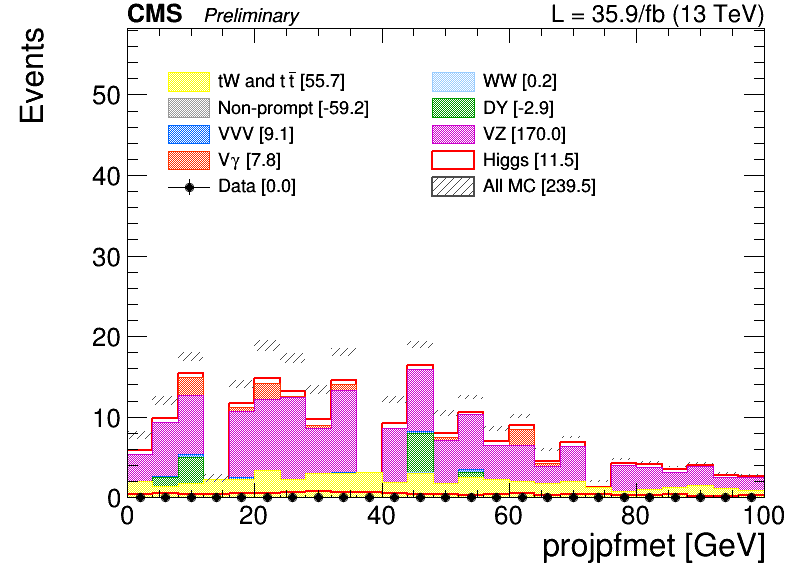 CMS Preliminary L = 35.9/fb (13 TeV)
Events
tW and t t̄ [55.7]
Non-prompt [-59.2]
VVV [9.1]
Vγ [7.8]
Data [0.0]
WW [0.2]
DY [-2.9]
VZ [170.0]
Higgs [11.5]
All MC [239.5]
50
40
30
20
10
0
0 20 40 60 80 100
projpfmet [GeV]